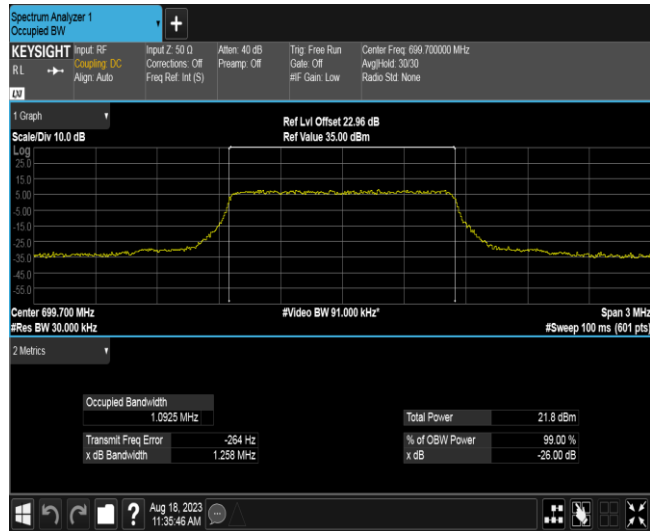 Spectrum Analyzer 1
Occupied BW
+
KEYSIGHT
RL
LXI
Input: RF
Coupling: DC
Align: Auto
Input Z: 50 Ω
Corrections: Off
Freq Ref: Int (S)
Atten: 40 dB
Preamp: Off
Trig: Free Run
Gate: Off
#IF Gain: Low
Center Freq: 699.700000 MHz
Avg|Hold: 30/30
Radio Std: None
1 Graph
Scale/Div 10.0 dB
Ref Lvl Offset 22.96 dB
Ref Value 35.00 dBm
Log
25.0
15.0
5.00
-5.00
-15.0
-25.0
-35.0
-45.0
-55.0
Center 699.700 MHz
#Res BW 30.000 kHz
#Video BW 91.000 kHz*
Span 3 MHz
#Sweep 100 ms (601 pts)
2 Metrics
Occupied Bandwidth
1.0925 MHz
Transmit Freq Error -264 Hz
x dB Bandwidth 1.258 MHz
Total Power 21.8 dBm
% of OBW Power 99.00 %
x dB -26.00 dB
?
Aug 18, 2023
11:35:46 AM